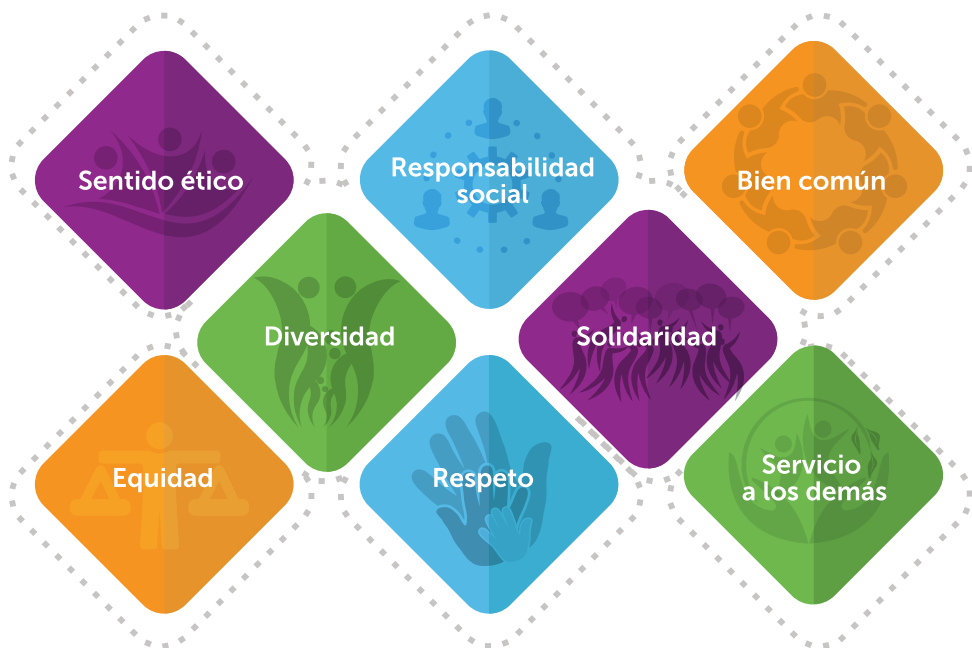 Sentido ético
Responsabilidad
social
Bien común
Diversidad
Solidaridad
Equidad
Respeto
Servicio
a los demás